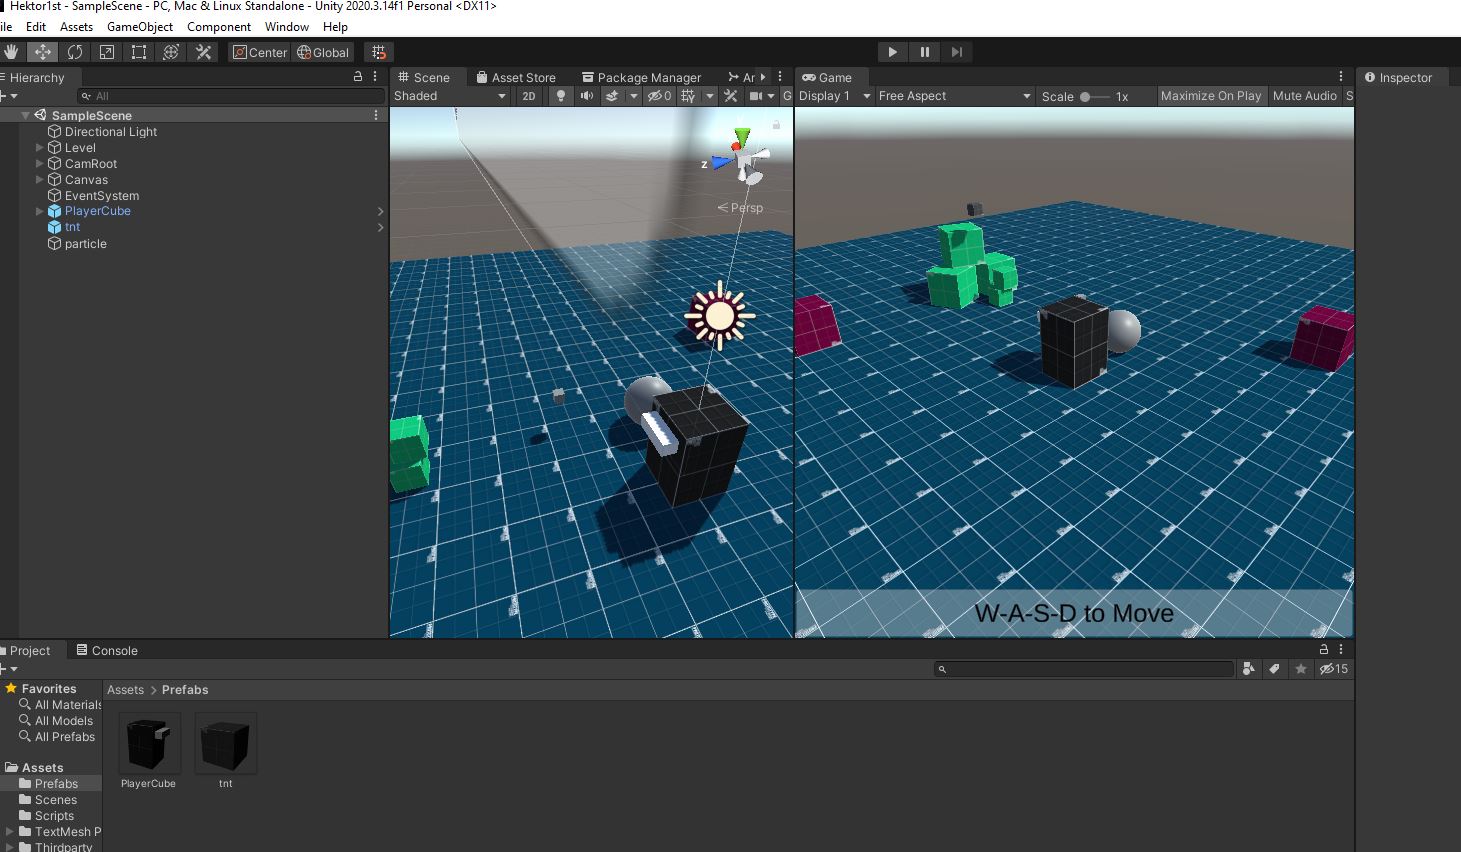 Hektor1st - SampleScene - PC, Mac & Linux Standalone - Unity 2020.3.14f1 Personal <DX11>
ile Edit Assets GameObject Component Window Help
Center Global
Hierarchy
All
SampleScene
Directional Light
Level
CamRoot
Canvas
EventSystem
PlayerCube
tnt
particle
Scene Asset Store Package Manager Ar
Shaded 2D 0 G
z
Persp
Game
Display 1 Free Aspect Scale 1x Maximize On Play Mute Audio S
W-A-S-D to Move
Inspector
Project Console
15
Favorites
All Materials
All Models
All Prefabs
Assets
Prefabs
Scenes
Scripts
TextMesh P
Thirdparty
Assets > Prefabs
PlayerCube tnt